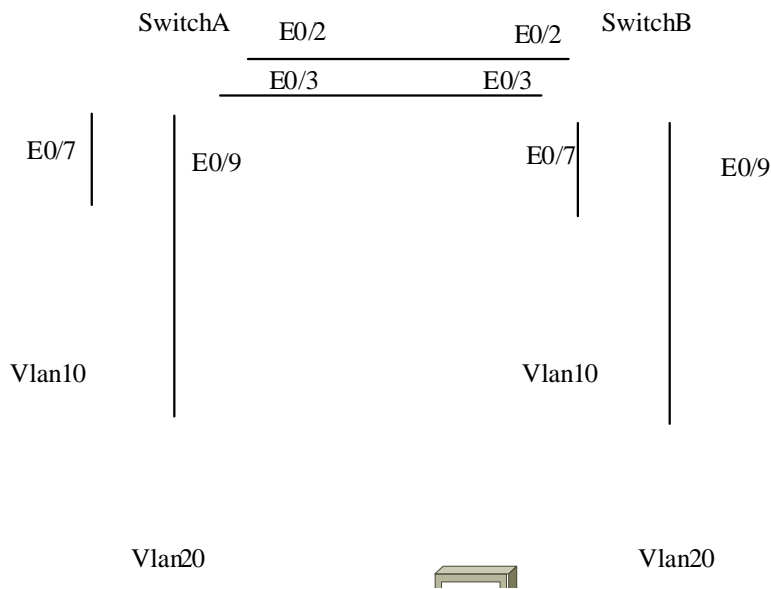 SwitchA
E0/2
E0/2
SwitchB
E0/3
E0/3
E0/7
E0/9
E0/7
E0/9
Vlan10
Vlan10
Vlan20
Vlan20